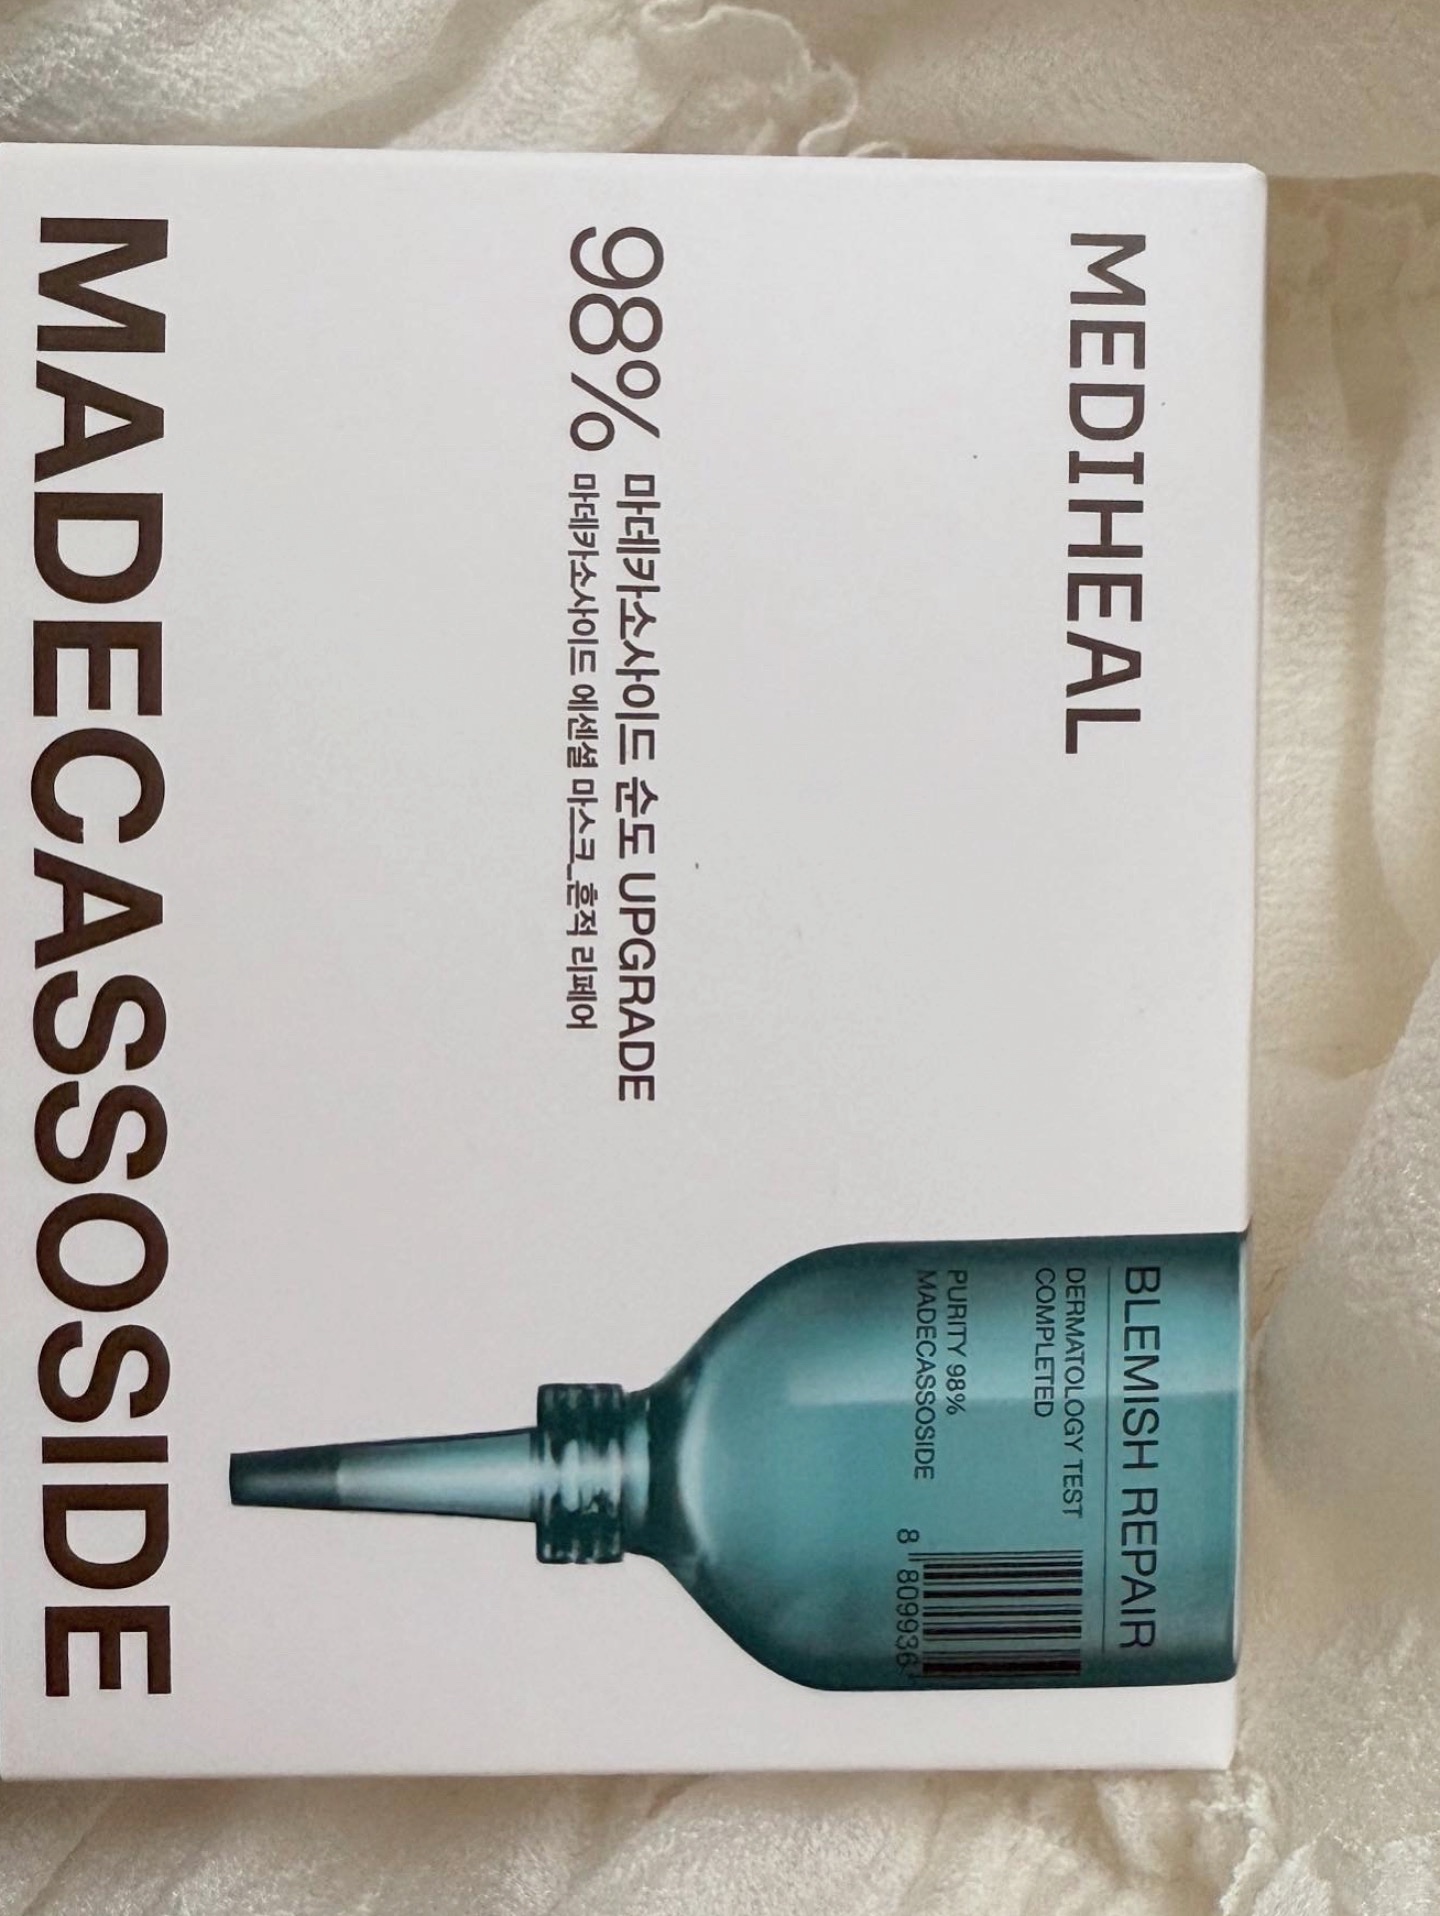 MEDIHEAL
BLEMISH REPAIR
DERMATOLOGY TEST
COMPLETED
PURITY 98%
MADECASSOSIDE
8 809936
98% 마데카소사이드 순도 UPGRADE
마데카소사이드 에센셜 마스크_흔적 리페어
MADECASSOSIDE